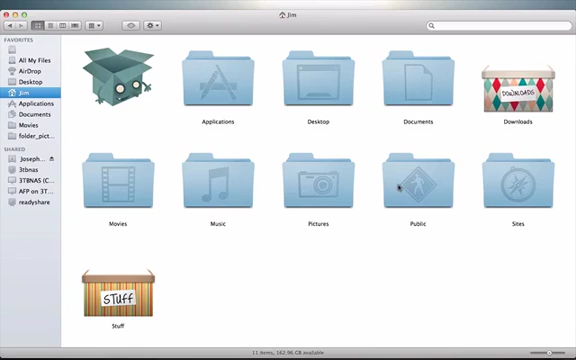 Jim
FAVORITES
All My Files
AirDrop
Desktop
Jim
Applications
Documents
Movies
folder_pict...
SHARED
Joseph...
3tbnas
3TBNAS (C...
AFP on 3T...
readyshare
Applications
Desktop
Documents
DOWNLOADS
Downloads
Movies
Music
Pictures
Public
Sites
STUFF
Stuff
11 items, 162.96 GB available